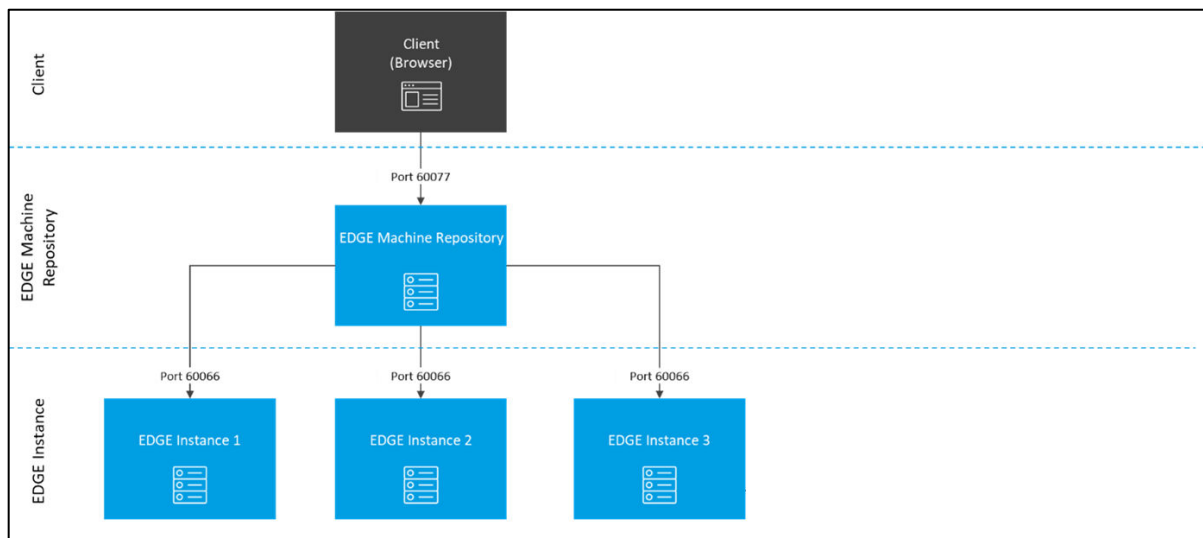 Client
Client
(Browser)
Port 60077
EDGE Machine
Repository
EDGE Machine Repository
Port 60066
Port 60066
Port 60066
EDGE Instance
EDGE Instance 1
EDGE Instance 2
EDGE Instance 3